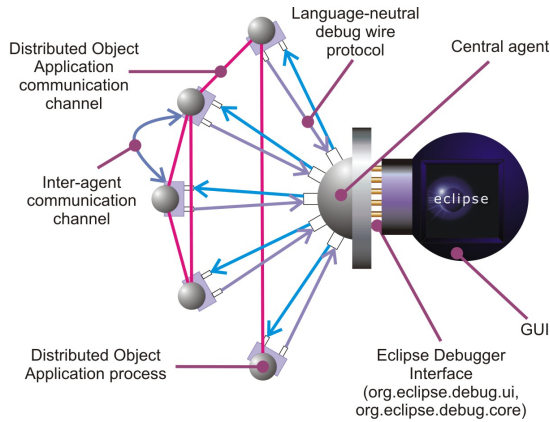 Language-neutral
debug wire
protocol
Central agent
Distributed Object
Application
communication
channel
Inter-agent
communication
channel
eclipse
GUI
Distributed Object
Application process
Eclipse Debugger
Interface
(org.eclipse.debug.ui,
org.eclipse.debug.core)